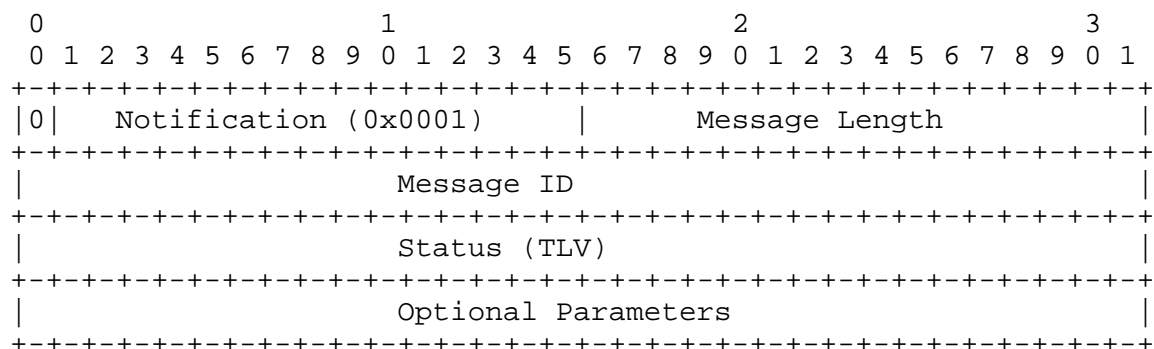 0                   1                   2                   3
 0 1 2 3 4 5 6 7 8 9 0 1 2 3 4 5 6 7 8 9 0 1 2 3 4 5 6 7 8 9 0 1
+-+-+-+-+-+-+-+-+-+-+-+-+-+-+-+-+-+-+-+-+-+-+-+-+-+-+-+-+-+-+-+-+
|0|   Notification (0x0001)     |      Message Length           |
+-+-+-+-+-+-+-+-+-+-+-+-+-+-+-+-+-+-+-+-+-+-+-+-+-+-+-+-+-+-+-+-+
|                     Message ID                                |
+-+-+-+-+-+-+-+-+-+-+-+-+-+-+-+-+-+-+-+-+-+-+-+-+-+-+-+-+-+-+-+-+
|                     Status (TLV)                              |
+-+-+-+-+-+-+-+-+-+-+-+-+-+-+-+-+-+-+-+-+-+-+-+-+-+-+-+-+-+-+-+-+
|                     Optional Parameters                       |
+-+-+-+-+-+-+-+-+-+-+-+-+-+-+-+-+-+-+-+-+-+-+-+-+-+-+-+-+-+-+-+-+